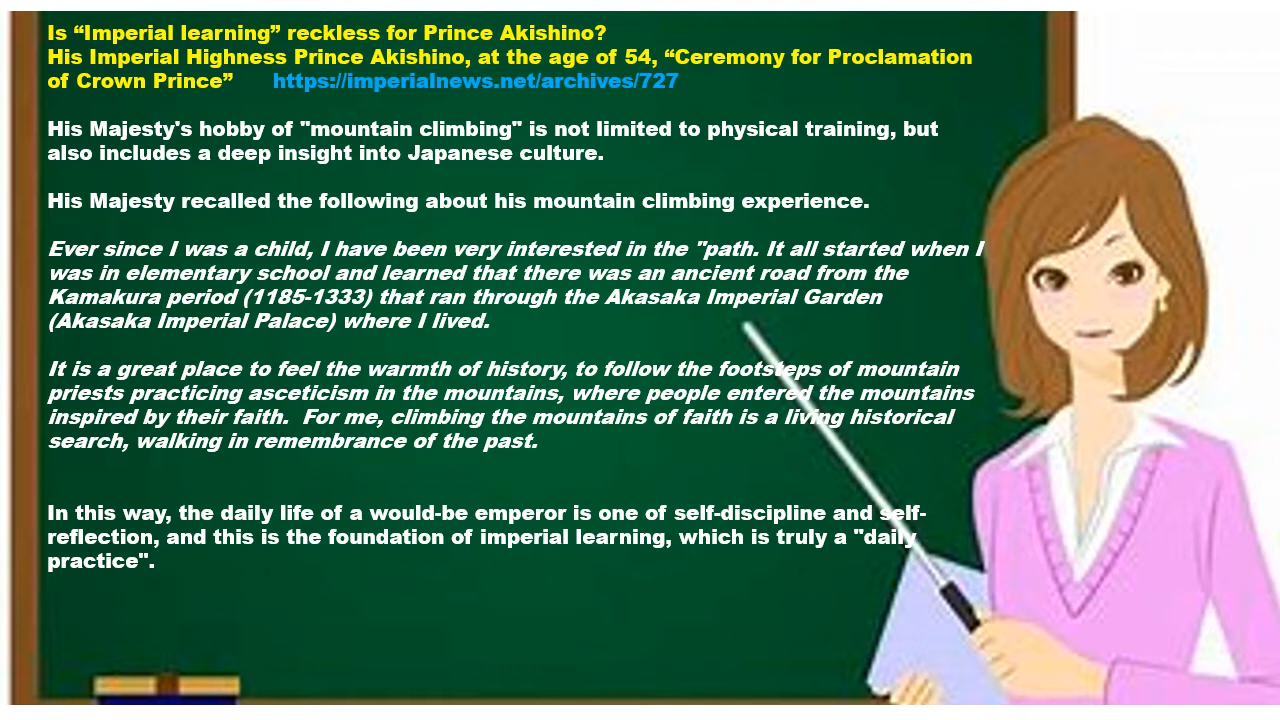 Is “Imperial learning” reckless for Prince Akishino?
His Imperial Highness Prince Akishino, at the age of 54, “Ceremony for Proclamation
of Crown Prince” https://imperialnews.net/archives/727
His Majesty's hobby of "mountain climbing" is not limited to physical training, but
also includes a deep insight into Japanese culture.
His Majesty recalled the following about his mountain climbing experience.
Ever since I was a child, I have been very interested in the "path. It all started when I
was in elementary school and learned that there was an ancient road from the
Kamakura period (1185-1333) that ran through the Akasaka Imperial Garden
(Akasaka Imperial Palace) where I lived.
It is a great place to feel the warmth of history, to follow the footsteps of mountain
priests practicing asceticism in the mountains, where people entered the mountains
inspired by their faith. For me, climbing the mountains of faith is a living historical
search, walking in remembrance of the past.
In this way, the daily life of a would-be emperor is one of self-discipline and self-
reflection, and this is the foundation of imperial learning, which is truly a "daily
practice".